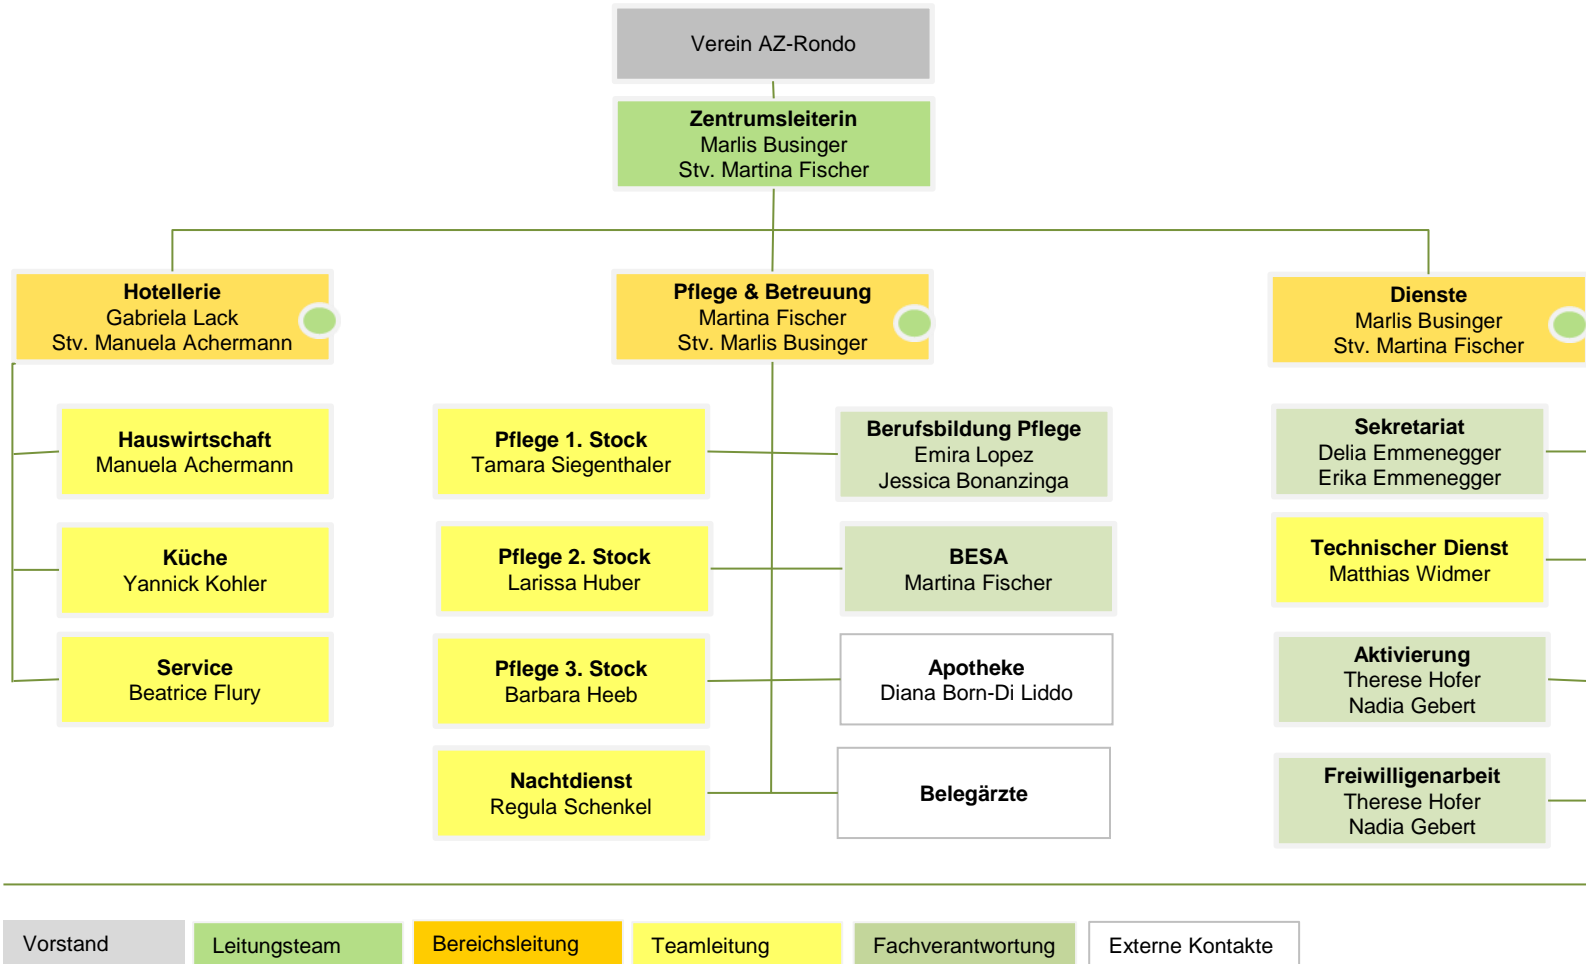 Verein AZ-Rondo
Zentrumsleiterin
Marlis Businger
Stv. Martina Fischer
Hotellerie
Gabriela Lack
Stv. Manuela Achermann
Pflege & Betreuung
Martina Fischer
Stv. Marlis Businger
Dienste
Marlis Businger
Stv. Martina Fischer
Hauswirtschaft
Manuela Achermann
Küche
Yannick Kohler
Service
Beatrice Flury
Pflege 1. Stock
Tamara Siegenthaler
Pflege 2. Stock
Larissa Huber
Pflege 3. Stock
Barbara Heeb
Nachtdienst
Regula Schenkel
Berufsbildung Pflege
Emira Lopez
Jessica Bonanzinga
BESA
Martina Fischer
Apotheke
Diana Born-Di Liddo
Belegärzte
Sekretariat
Delia Emmenegger
Erika Emmenegger
Technischer Dienst
Matthias Widmer
Aktivierung
Therese Hofer
Nadia Gebert
Freiwilligenarbeit
Therese Hofer
Nadia Gebert
Vorstand
Leitungsteam
Bereichsleitung
Teamleitung
Fachverantwortung
Externe Kontakte